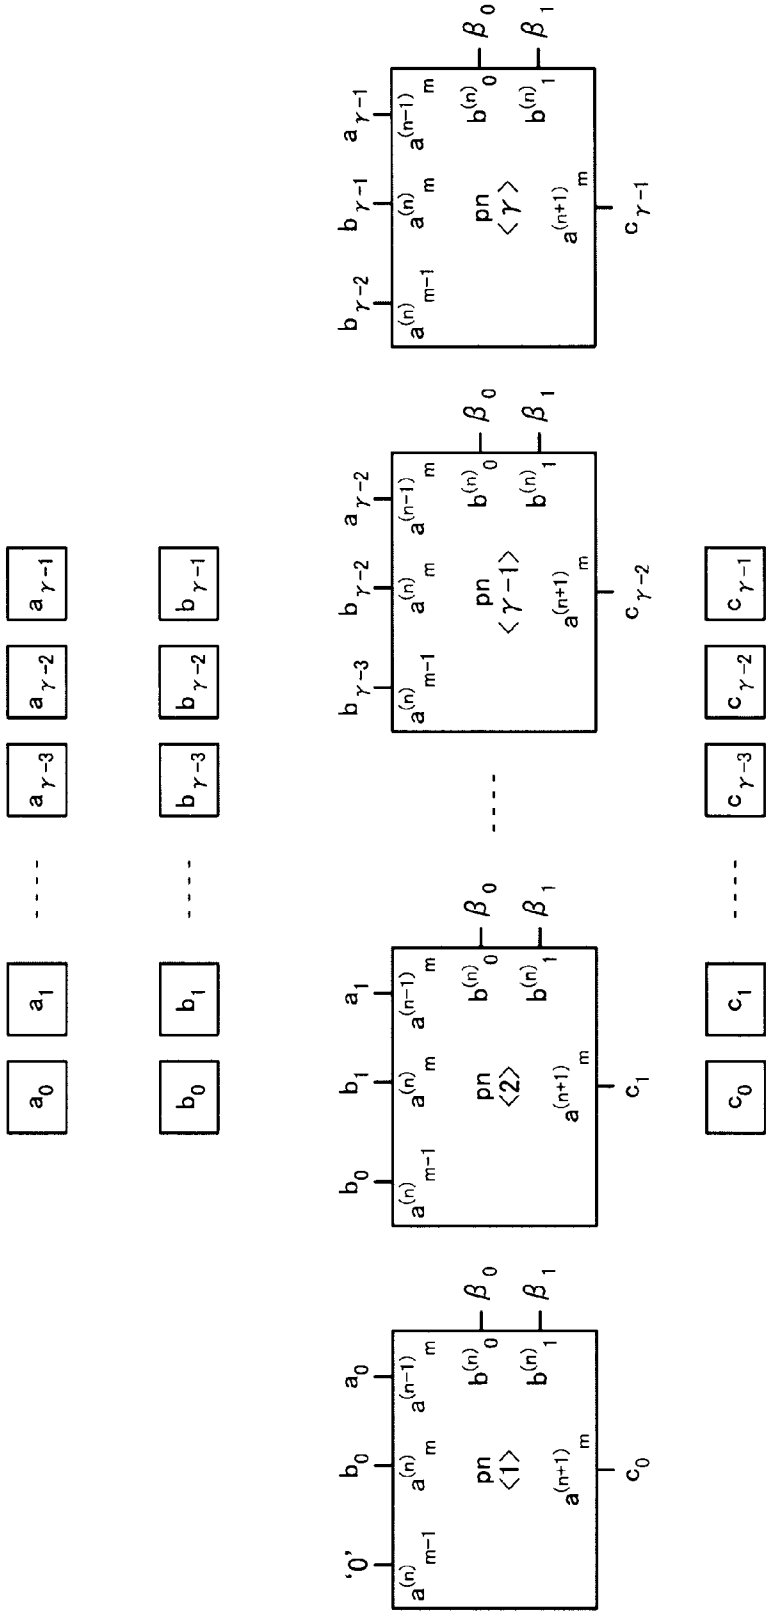 a₀ a₁ ---- aγ₋₃ aγ₋₂ aγ₋₁
b₀ b₁ ---- bγ₋₃ bγ₋₂ bγ₋₁
'0' b₀ a₀
a⁽ⁿ⁾m-1 a⁽ⁿ⁾m a⁽ⁿ⁻¹⁾m
pn b⁽ⁿ⁾₀ β₀
<1> b⁽ⁿ⁾₁ β₁
a⁽ⁿ⁺¹⁾m
c₀
b₀ b₁ a₁
a⁽ⁿ⁾m-1 a⁽ⁿ⁾m a⁽ⁿ⁻¹⁾m
pn b⁽ⁿ⁾₀ β₀
<2> b⁽ⁿ⁾₁ β₁
a⁽ⁿ⁺¹⁾m
c₁
----
bγ₋₃ bγ₋₂ aγ₋₂
a⁽ⁿ⁾m-1 a⁽ⁿ⁾m a⁽ⁿ⁻¹⁾m
pn b⁽ⁿ⁾₀ β₀
<γ-1> b⁽ⁿ⁾₁ β₁
a⁽ⁿ⁺¹⁾m
cγ₋₂
bγ₋₂ bγ₋₁ aγ₋₁
a⁽ⁿ⁾m-1 a⁽ⁿ⁾m a⁽ⁿ⁻¹⁾m
pn b⁽ⁿ⁾₀ β₀
<γ> b⁽ⁿ⁾₁ β₁
a⁽ⁿ⁺¹⁾m
cγ₋₁
c₀ c₁ ---- cγ₋₃ cγ₋₂ cγ₋₁